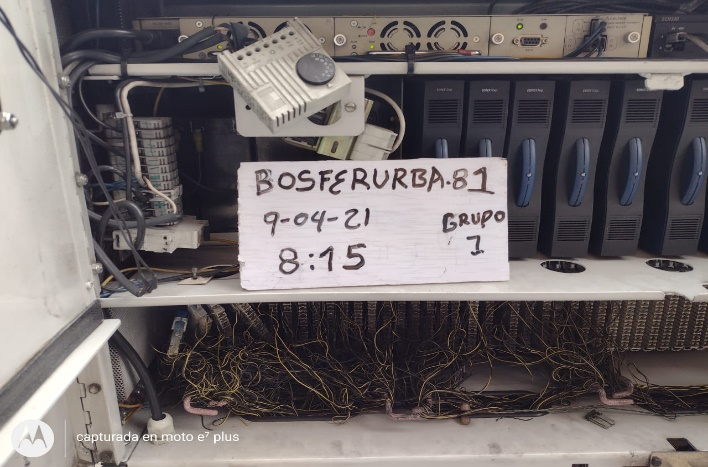 BOSFERURBA.81
9-04-21
GRUPO
1
8:15
capturada en moto e⁷ plus